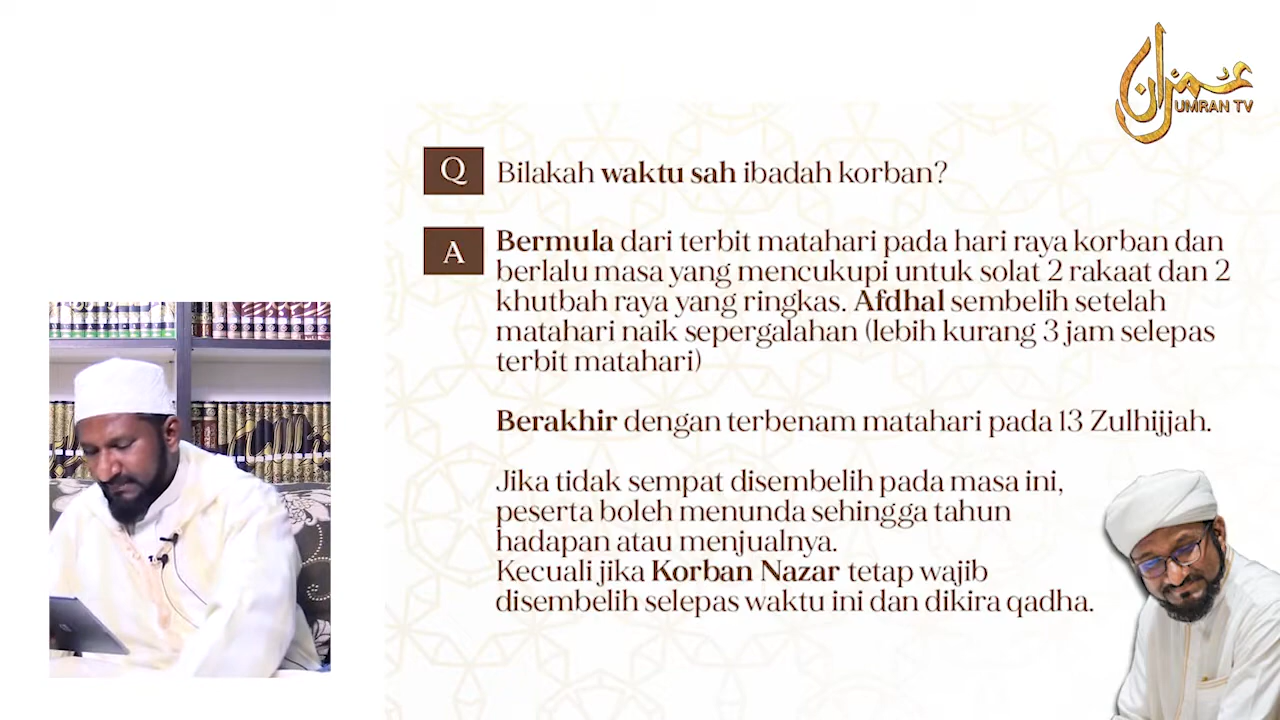 عمران
UMRAN TV
Q
Bilakah waktu sah ibadah korban?
A
Bermula dari terbit matahari pada hari raya korban dan
berlalu masa yang mencukupi untuk solat 2 rakaat dan 2
khutbah raya yang ringkas. Afdhal sembelih setelah
matahari naik sepergalahan (lebih kurang 3 jam selepas
terbit matahari)
Berakhir dengan terbenam matahari pada 13 Zulhijjah.
Jika tidak sempat disembelih pada masa ini,
peserta boleh menunda sehingga tahun
hadapan atau menjualnya.
Kecuali jika Korban Nazar tetap wajib
disembelih selepas waktu ini dan dikira qadha.